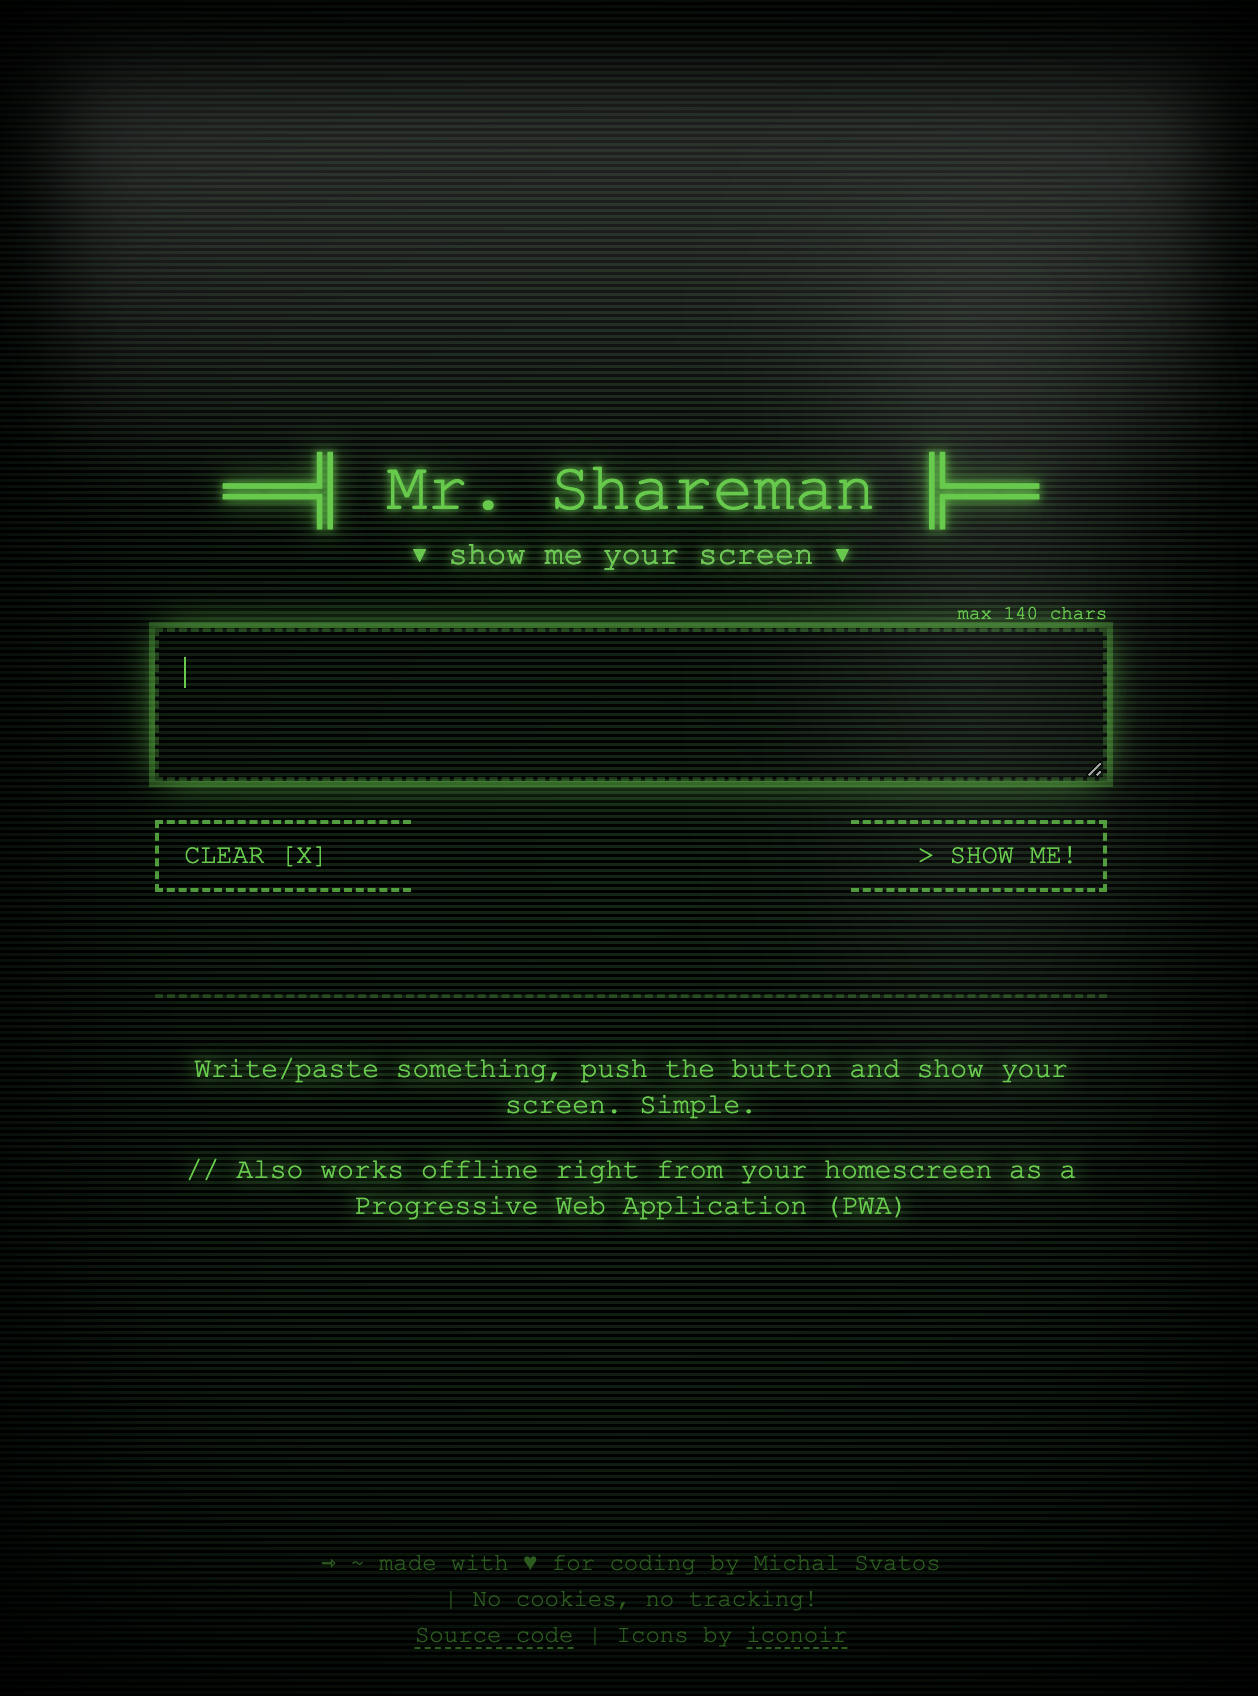 ╣ Mr. Shareman ╠
▼ show me your screen ▼
max 140 chars
CLEAR [X]
> SHOW ME!
Write/paste something, push the button and show your
screen. Simple.
// Also works offline right from your homescreen as a
Progressive Web Application (PWA)
→ ~ made with ♥ for coding by Michal Svatos
| No cookies, no tracking!
Source code | Icons by iconoir